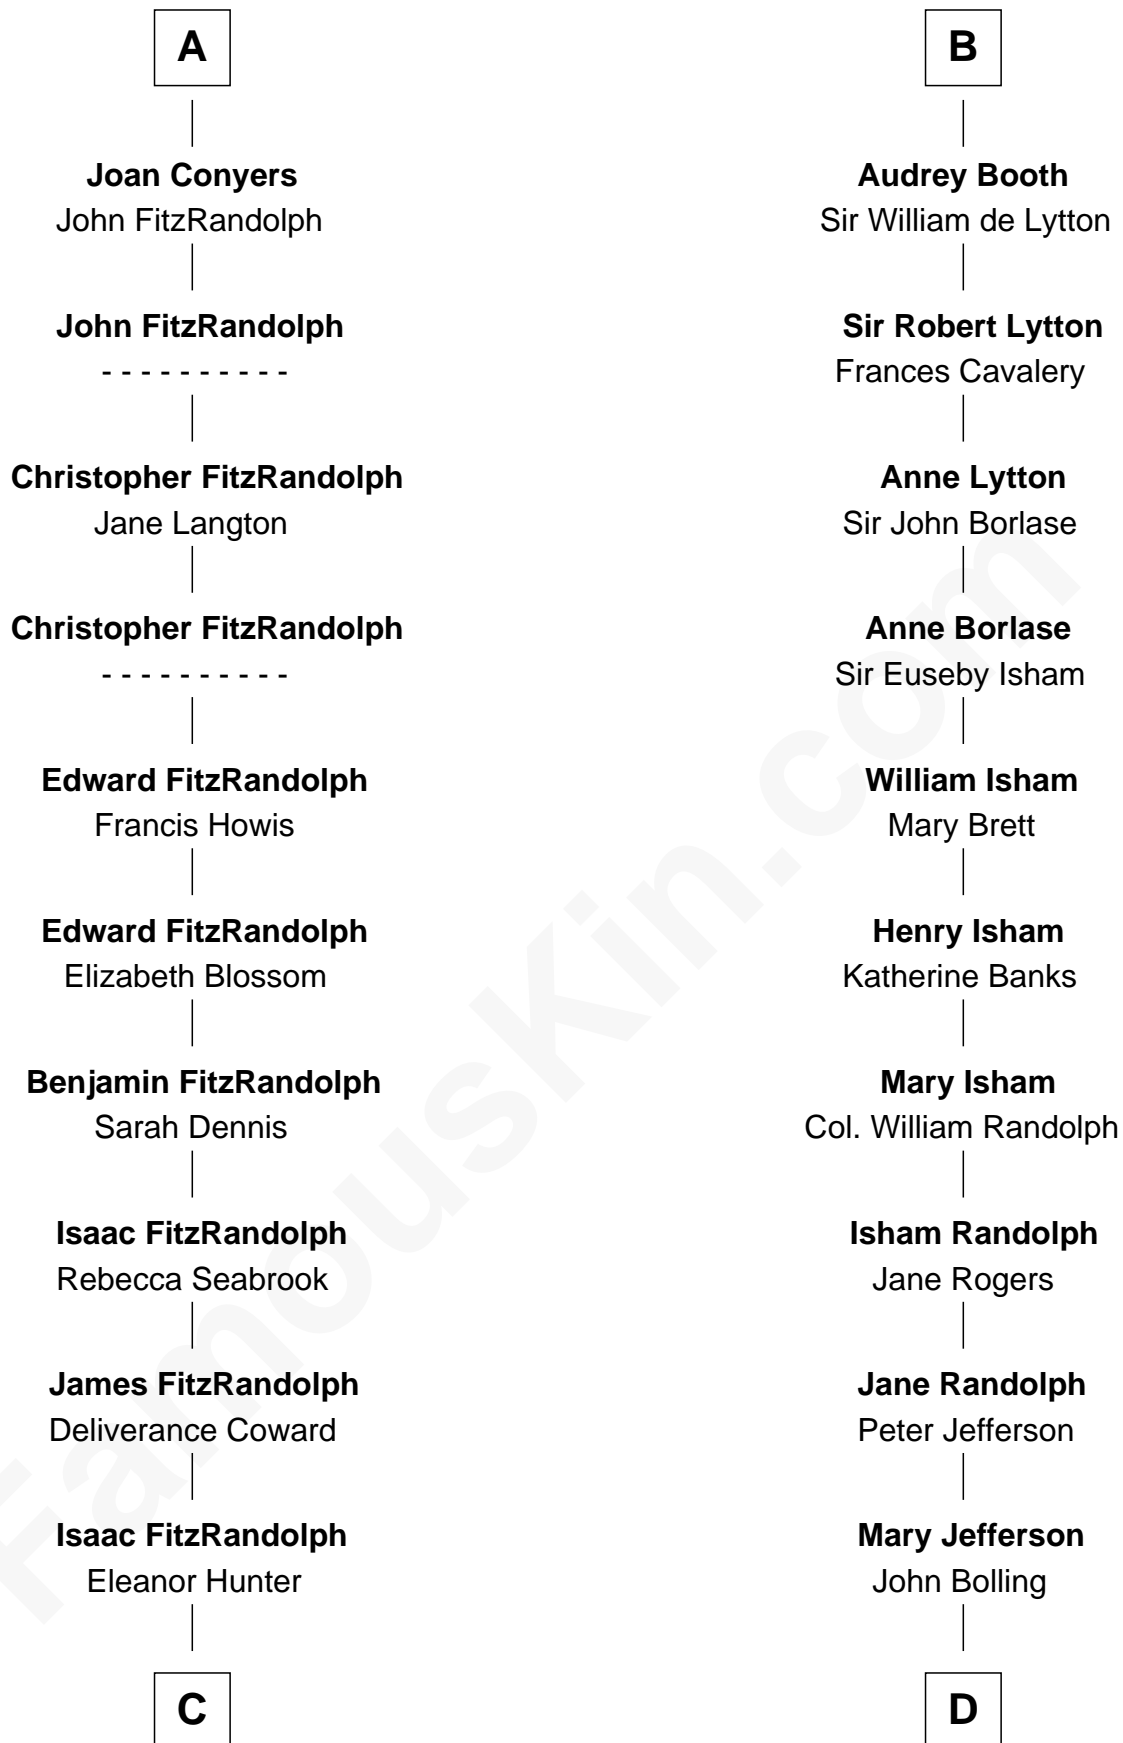 A
Joan Conyers
John FitzRandolph
John FitzRandolph
- - - - - - - - - -
Christopher FitzRandolph
Jane Langton
Christopher FitzRandolph
- - - - - - - - - -
Edward FitzRandolph
Francis Howis
Edward FitzRandolph
Elizabeth Blossom
Benjamin FitzRandolph
Sarah Dennis
Isaac FitzRandolph
Rebecca Seabrook
James FitzRandolph
Deliverance Coward
Isaac FitzRandolph
Eleanor Hunter
C
B
Audrey Booth
Sir William de Lytton
Sir Robert Lytton
Frances Cavalery
Anne Lytton
Sir John Borlase
Anne Borlase
Sir Euseby Isham
William Isham
Mary Brett
Henry Isham
Katherine Banks
Mary Isham
Col. William Randolph
Isham Randolph
Jane Rogers
Jane Randolph
Peter Jefferson
Mary Jefferson
John Bolling
D
FamousKin.com